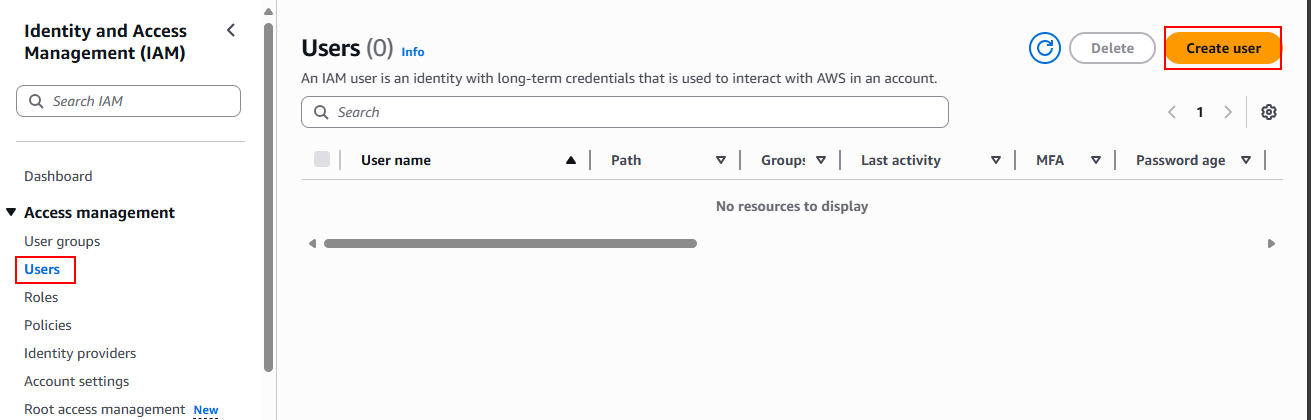 Identity and Access
Management (IAM)
Search IAM
Dashboard
Access management
User groups
Users
Roles
Policies
Identity providers
Account settings
Root access management New
Users (0) Info
Delete
Create user
An IAM user is an identity with long-term credentials that is used to interact with AWS in an account.
Search
1
User name
Path
Groups
Last activity
MFA
Password age
No resources to display